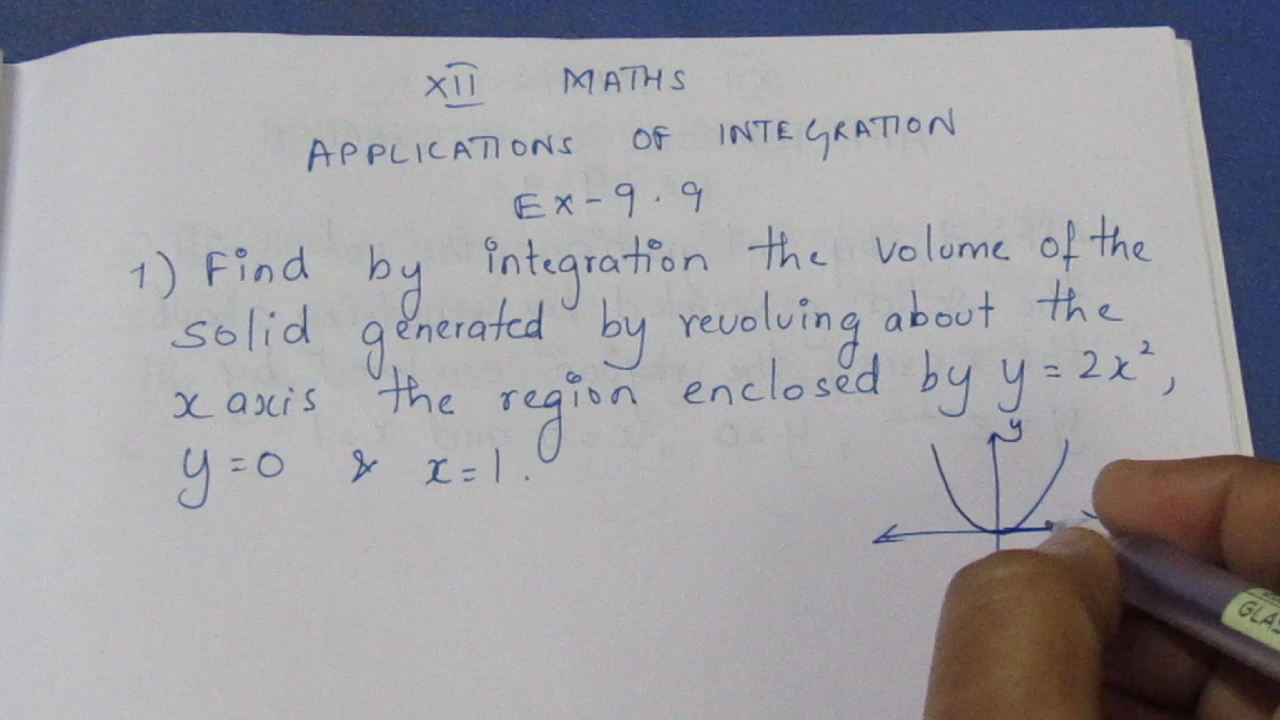 XII MATHS
APPLICATIONS OF INTEGRATION
Ex-9.9
1) Find by integration the volume of the
solid generated by revolving about the
x axis the region enclosed by y = 2x²,
y = 0 & x = 1.
y
GLAS